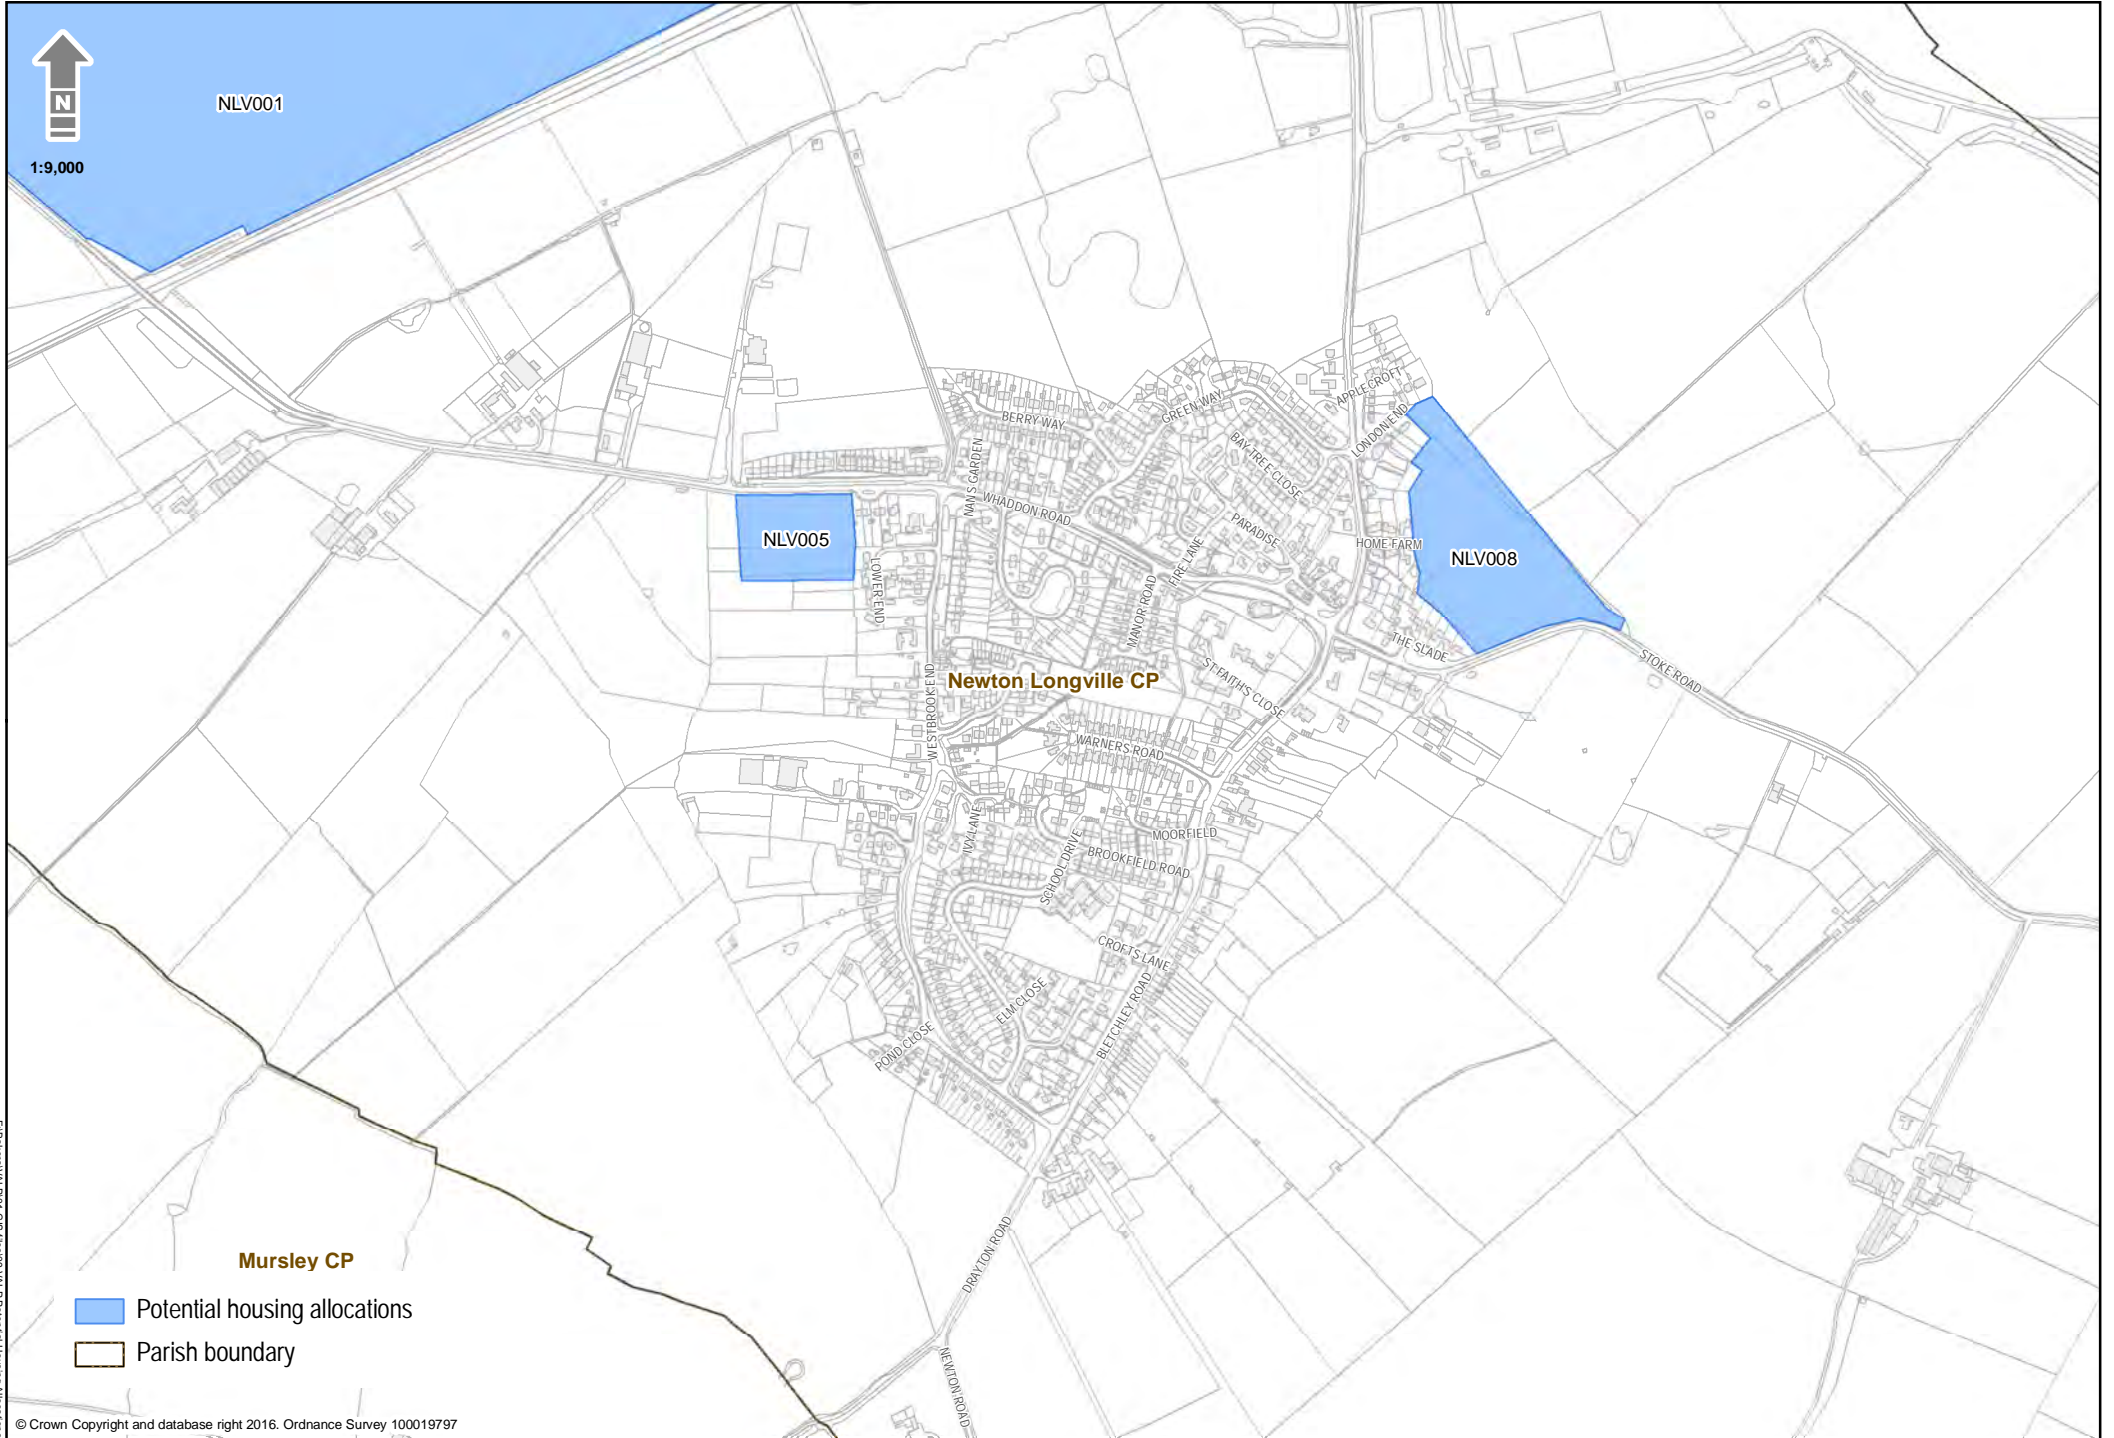 NLV001
N
1:9,000
APPLECROFT
GREEN WAY
BERRY WAY
LONDON END
BAY TREE CLOSE
NAN'S GARDEN
WHADDON ROAD
PARADISE
NLV005
HOME FARM
NLV008
FIRE LANE
LOWER END
MANOR ROAD
THE SLADE
STOKE ROAD
Newton Longville CP
ST FAITHS CLOSE
WESTBROOK END
WARNERS ROAD
IVY LANE
MOORFIELD
SCHOOL DRIVE
BROOKFIELD ROAD
CROFTS LANE
ELM CLOSE
BLETCHLEY ROAD
POND CLOSE
DRAYTON ROAD
Mursley CP
Potential housing allocations
Parish boundary
NEWTON ROAD
© Crown Copyright and database right 2016. Ordnance Survey 100019797